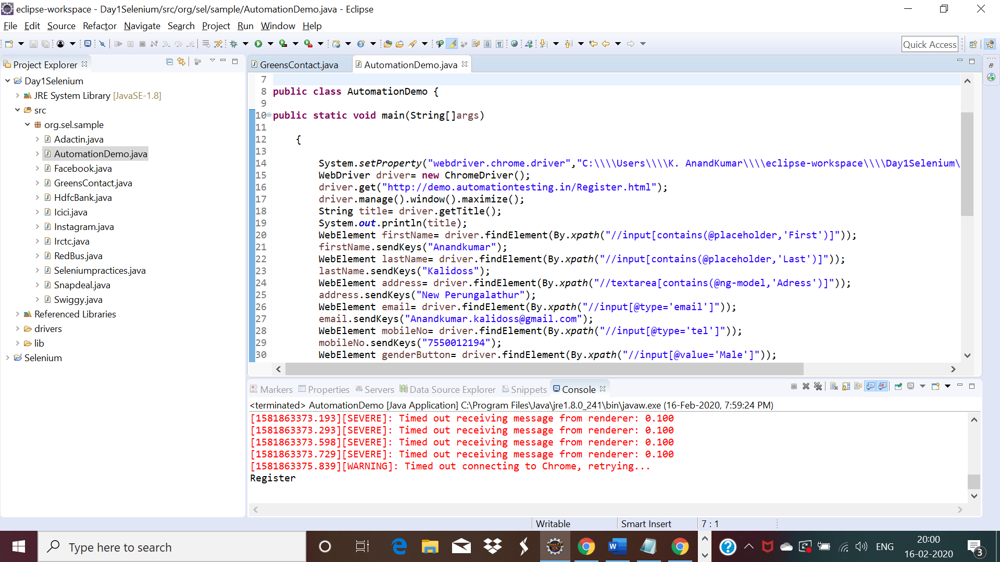 eclipse-workspace - Day1Selenium/src/org/sel/sample/AutomationDemo.java - Eclipse
File Edit Source Refactor Navigate Search Project Run Window Help
Quick Access
Project Explorer
Day1Selenium
JRE System Library [JavaSE-1.8]
src
org.sel.sample
Adactin.java
AutomationDemo.java
Facebook.java
GreensContact.java
HdfcBank.java
Icici.java
Instagram.java
Irctc.java
RedBus.java
Seleniumpractices.java
Snapdeal.java
Swiggy.java
Referenced Libraries
drivers
lib
Selenium
GreensContact.java AutomationDemo.java
7
8 public class AutomationDemo {
9
10 public static void main(String[]args)
11
12 {
13
14 System.setProperty("webdriver.chrome.driver","C:\\\\Users\\\\K. AnandKumar\\\\eclipse-workspace\\\\Day1Selenium\
15 WebDriver driver= new ChromeDriver();
16 driver.get("http://demo.automationtesting.in/Register.html");
17 driver.manage().window().maximize();
18 String title= driver.getTitle();
19 System.out.println(title);
20 WebElement firstName= driver.findElement(By.xpath("//input[contains(@placeholder,'First')]"));
21 firstName.sendKeys("Anandkumar");
22 WebElement lastName= driver.findElement(By.xpath("//input[contains(@placeholder,'Last')]"));
23 lastName.sendKeys("Kalidoss");
24 WebElement address= driver.findElement(By.xpath("//textarea[contains(@ng-model,'Adress')]"));
25 address.sendKeys("New Perungalathur");
26 WebElement email= driver.findElement(By.xpath("//input[@type='email']"));
27 email.sendKeys("Anandkumar.kalidoss@gmail.com");
28 WebElement mobileNo= driver.findElement(By.xpath("//input[@type='tel']"));
29 mobileNo.sendKeys("7550012194");
30 WebElement genderButton= driver.findElement(By.xpath("//input[@value='Male']"));
Markers Properties Servers Data Source Explorer Snippets Console
<terminated> AutomationDemo [Java Application] C:\Program Files\Java\jre1.8.0_241\bin\javaw.exe (16-Feb-2020, 7:59:24 PM)
[1581863373.193][SEVERE]: Timed out receiving message from renderer: 0.100
[1581863373.293][SEVERE]: Timed out receiving message from renderer: 0.100
[1581863373.598][SEVERE]: Timed out receiving message from renderer: 0.100
[1581863373.729][SEVERE]: Timed out receiving message from renderer: 0.100
[1581863375.839][WARNING]: Timed out connecting to Chrome, retrying...
Register
Writable Smart Insert 7 : 1
Type here to search
ENG
20:00
16-02-2020
3